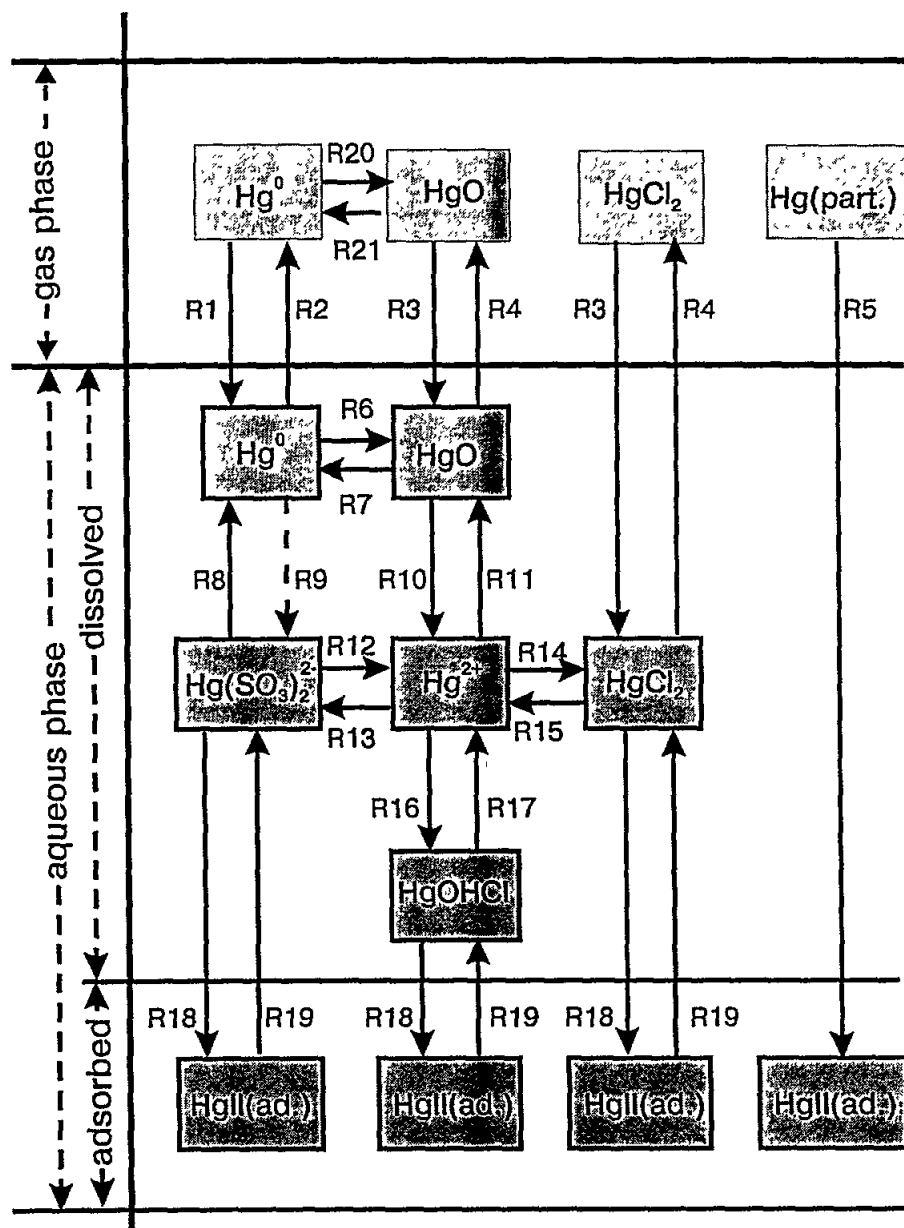 gas phase
aqueous phase
dissolved
adsorbed
Hg⁰
R20
HgO
R21
HgCl₂
Hg(part.)
R1
R2
R3
R4
R3
R4
R5
Hg⁰
R6
HgO
R7
R8
R9
R10
R11
Hg(SO₃)₂²⁻
R12
Hg²⁺
R14
HgCl₂
R13
R15
R16
R17
HgOHCl
R18
R19
R18
R19
R18
R19
HgII(ad.)
HgII(ad.)
HgII(ad.)
HgII(ad.)